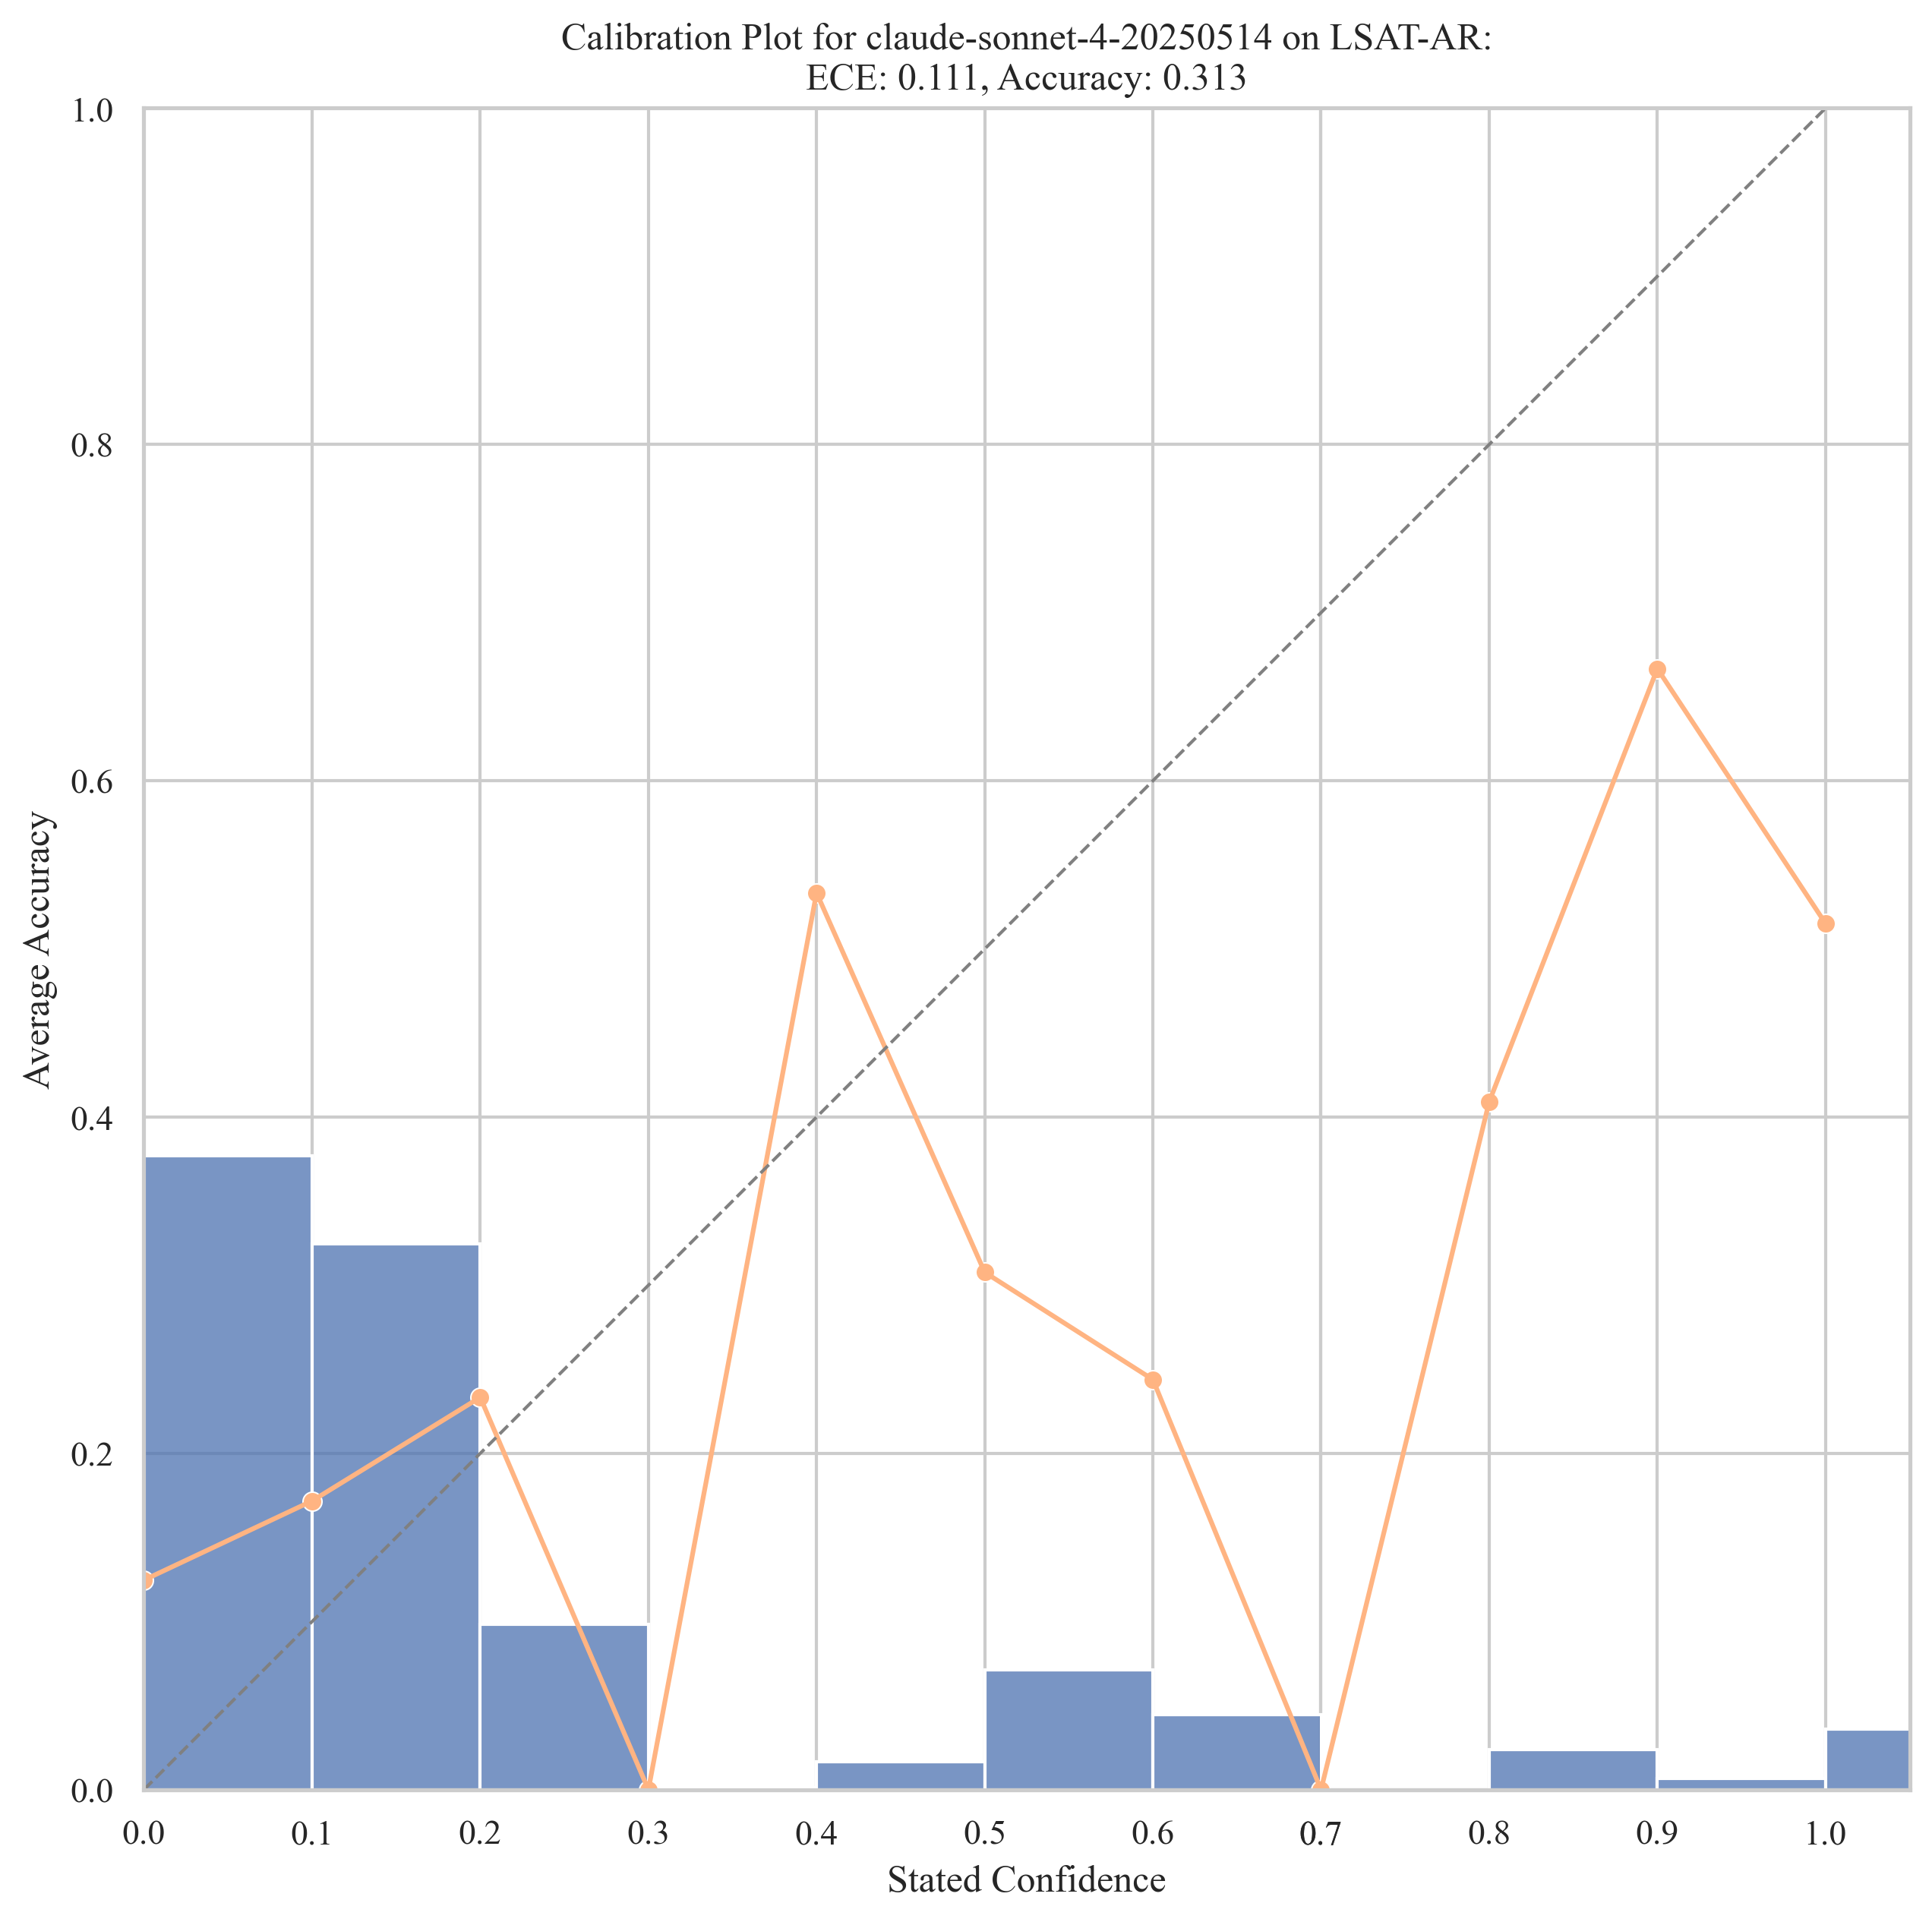 Calibration Plot for claude-sonnet-4-20250514 on LSAT-AR:
ECE: 0.111, Accuracy: 0.313
1.0
0.8
0.6
0.4
0.2
0.0
Average Accuracy
0.0 0.1 0.2 0.3 0.4 0.5 0.6 0.7 0.8 0.9 1.0
Stated Confidence